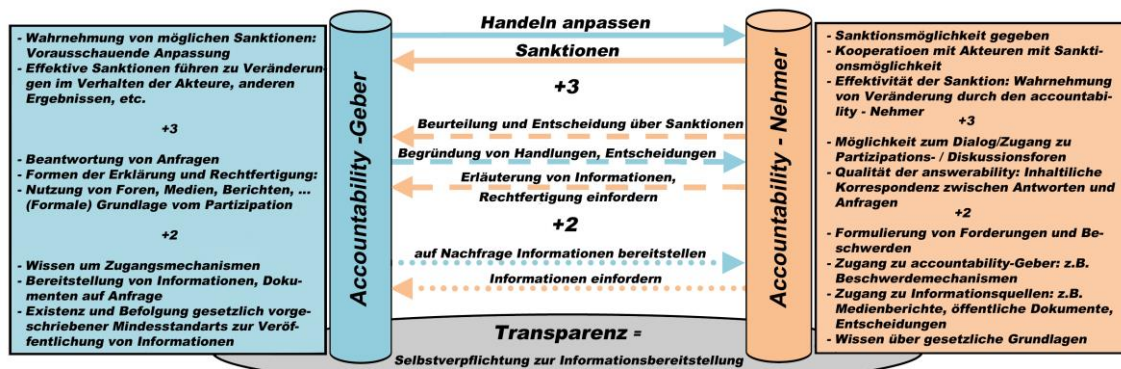 - Wahrnehmung von möglichen Sanktionen:
Vorausschauende Anpassung
- Effektive Sanktionen führen zu Veränderun-
gen im Verhalten der Akteure, anderen
Ergebnissen, etc.
+3
- Beantwortung von Anfragen
- Formen der Erklärung und Rechtfertigung:
- Nutzung von Foren, Medien, Berichten, ...
(Formale) Grundlage vom Partizipation
+2
- Wissen um Zugangsmechanismen
- Bereitstellung von Informationen, Doku-
menten auf Anfrage
- Existenz und Befolgung gesetzlich vorge-
schriebener Mindesstandarts zur Veröf-
fentlichung von Informationen
Accountability -Geber
Handeln anpassen
Sanktionen
+3
Beurteilung und Entscheidung über Sanktionen
Begründung von Handlungen, Entscheidungen
Erläuterung von Informationen,
Rechtfertigung einfordern
+2
auf Nachfrage Informationen bereitstellen
Informationen einfordern
Transparenz =
Selbstverpflichtung zur Informationsbereitstellung
Accountability - Nehmer
- Sanktionsmöglichkeit gegeben
- Kooperatioen mit Akteuren mit Sankti-
onsmöglichkeit
- Effektivität der Sanktion: Wahrnehmung
von Veränderung durch den accountabi-
lity - Nehmer
+3
- Möglichkeit zum Dialog/Zugang zu
Partizipations- / Diskussionsforen
- Qualität der answerability: Inhaltiliche
Korrespondenz zwischen Antworten und
Anfragen
+2
- Formulierung von Forderungen und Be-
schwerden
- Zugang zu accountability-Geber: z.B.
Beschwerdemechanismen
- Zugang zu Informationsquellen: z.B.
Medienberichte, öffentliche Dokumente,
Entscheidungen
- Wissen über gesetzliche Grundlagen